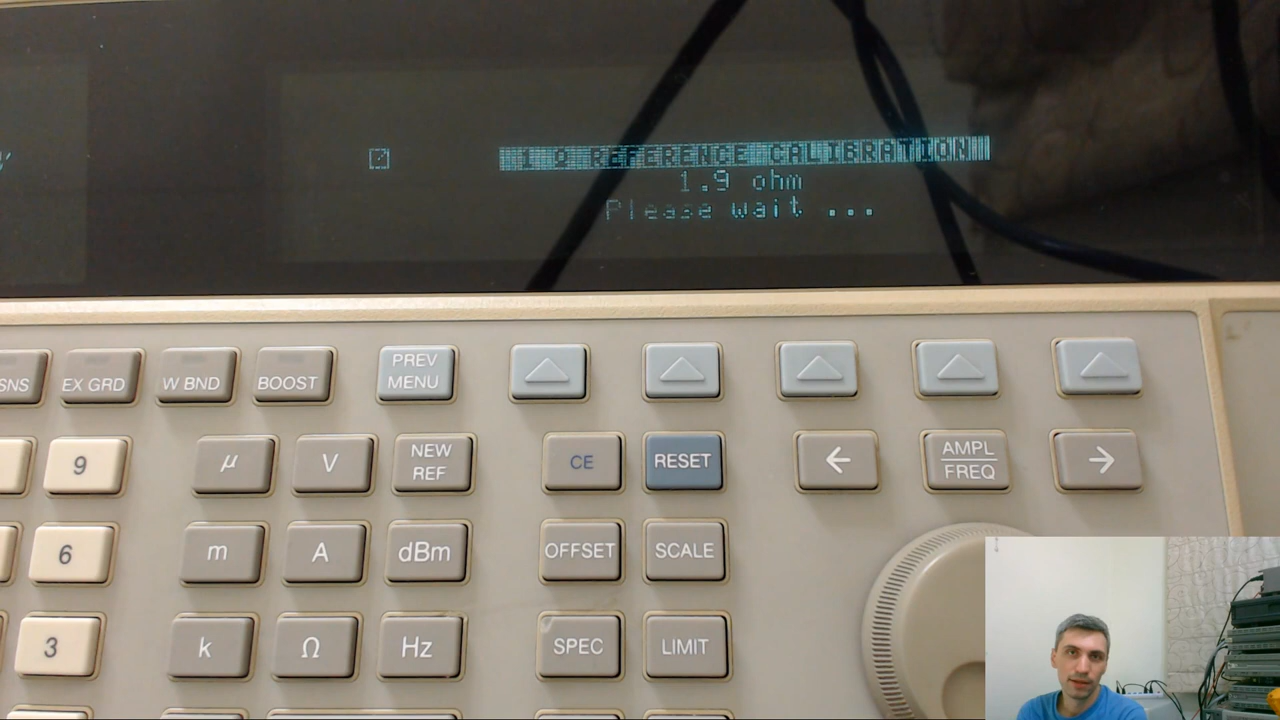 1 Ω REFERENCE CALIBRATION
1.9 ohm
Please wait ...
SNS
EX GRD
W BND
BOOST
PREV
MENU
9
μ
V
NEW
REF
CE
RESET
←
AMPL
FREQ
→
6
m
A
dBm
OFFSET
SCALE
3
k
Ω
Hz
SPEC
LIMIT